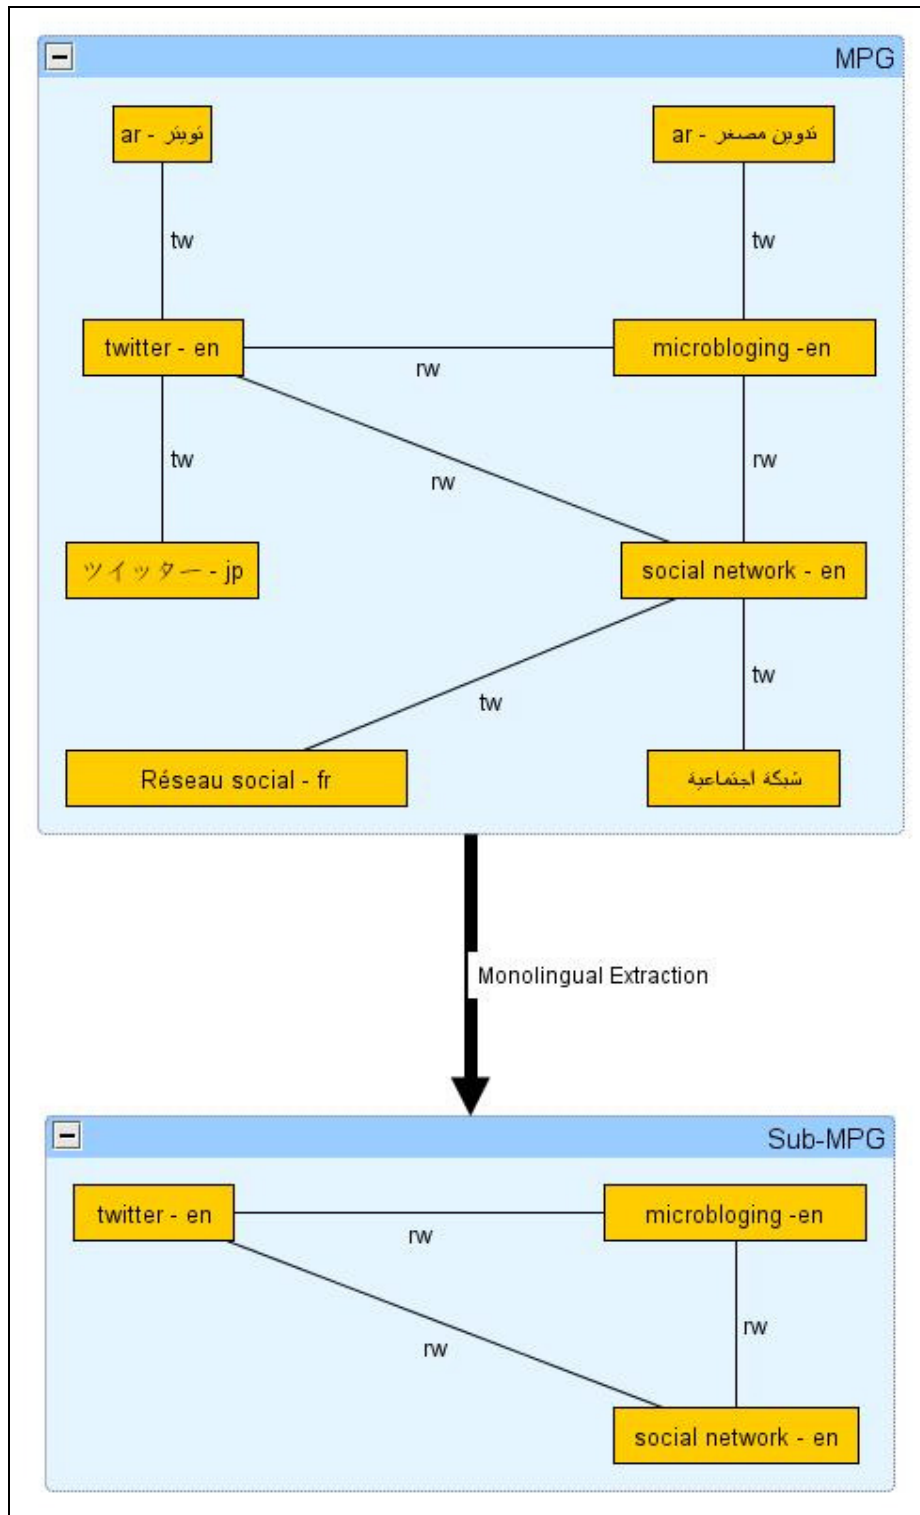 MPG
ar - تويتر
ar - تدوين مصغر
tw
tw
twitter - en
microbloging -en
rw
tw
rw
rw
ツイッター - jp
social network - en
tw
tw
Réseau social - fr
شبكة اجتماعية
Monolingual Extraction
Sub-MPG
twitter - en
microbloging -en
rw
rw
rw
social network - en